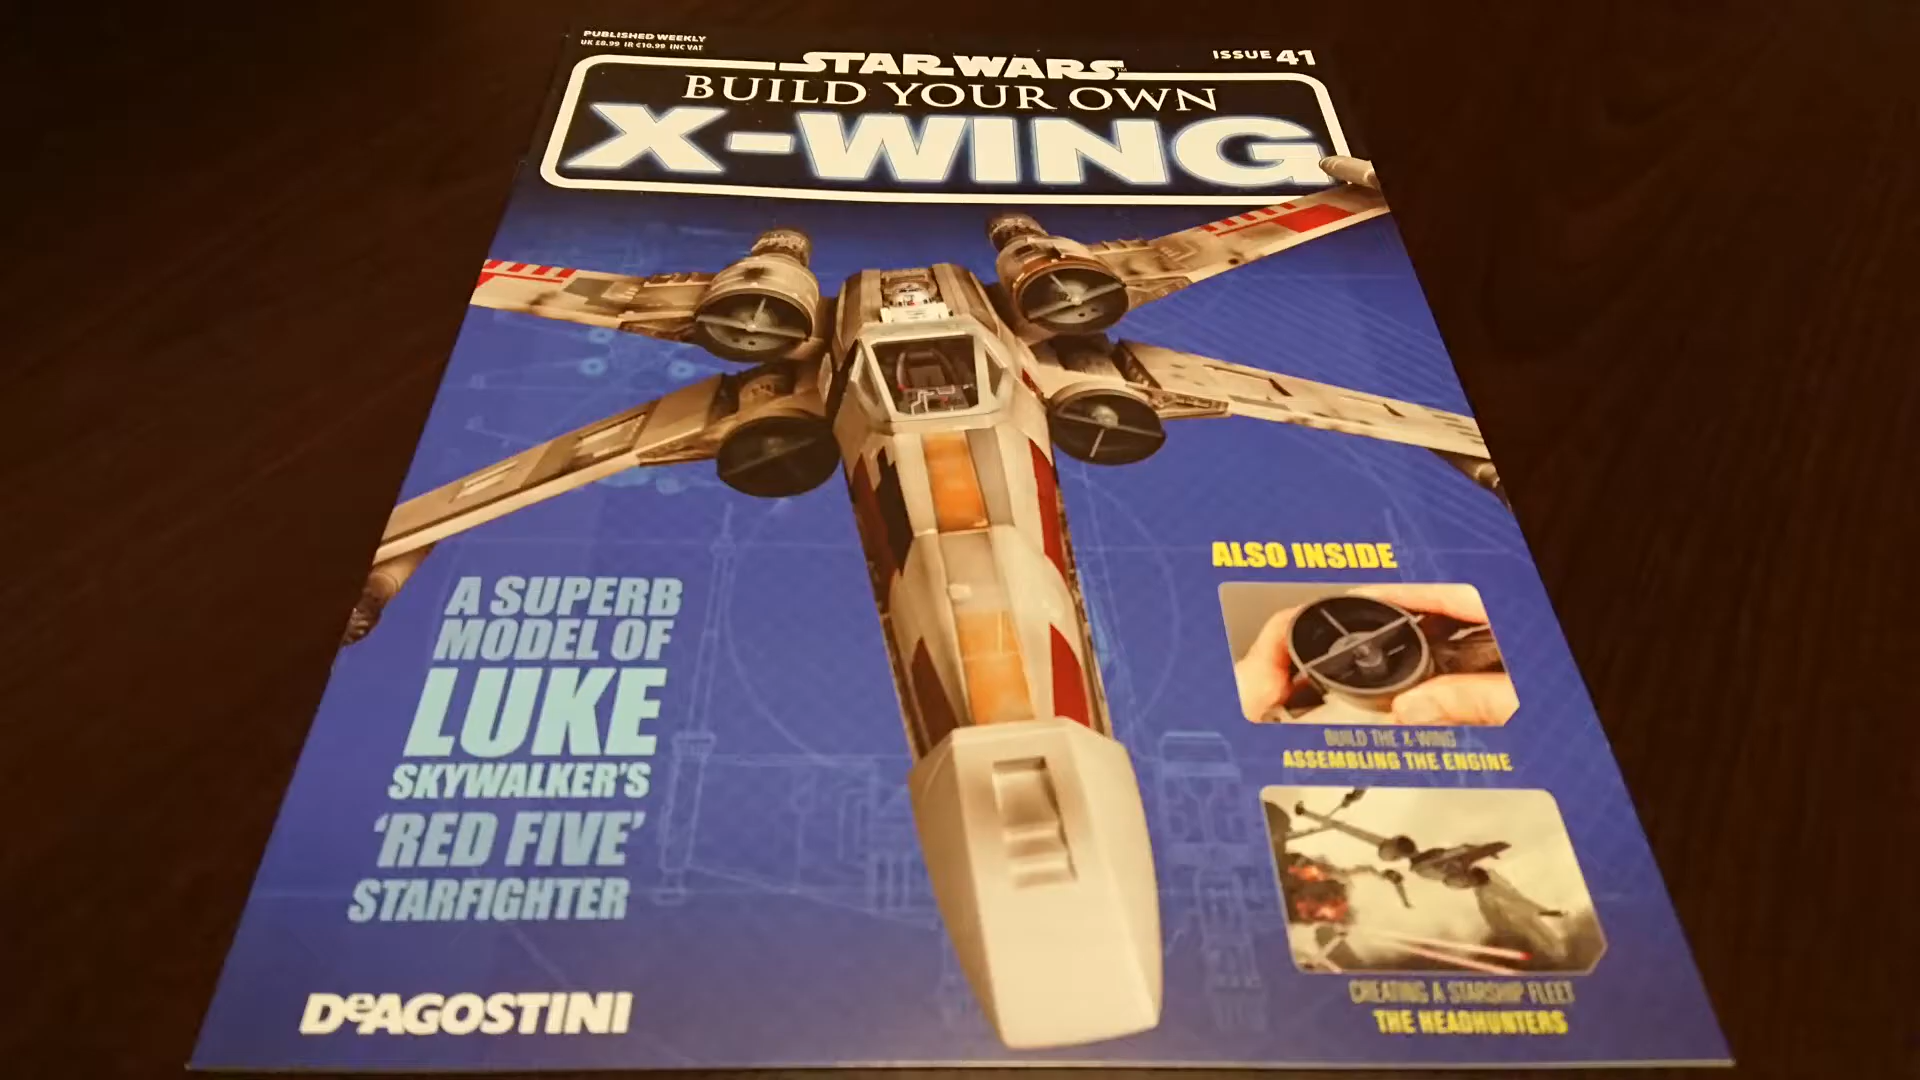 PUBLISHED WEEKLY
UK £8.99 IR €10.99 INC VAT
ISSUE 41
STAR WARS™
BUILD YOUR OWN
X-WING
A SUPERB
MODEL OF
LUKE
SKYWALKER'S
'RED FIVE'
STARFIGHTER
DeAGOSTINI
ALSO INSIDE
BUILD THE X-WING
ASSEMBLING THE ENGINE
CREATING A STARSHIP FLEET
THE HEADHUNTERS